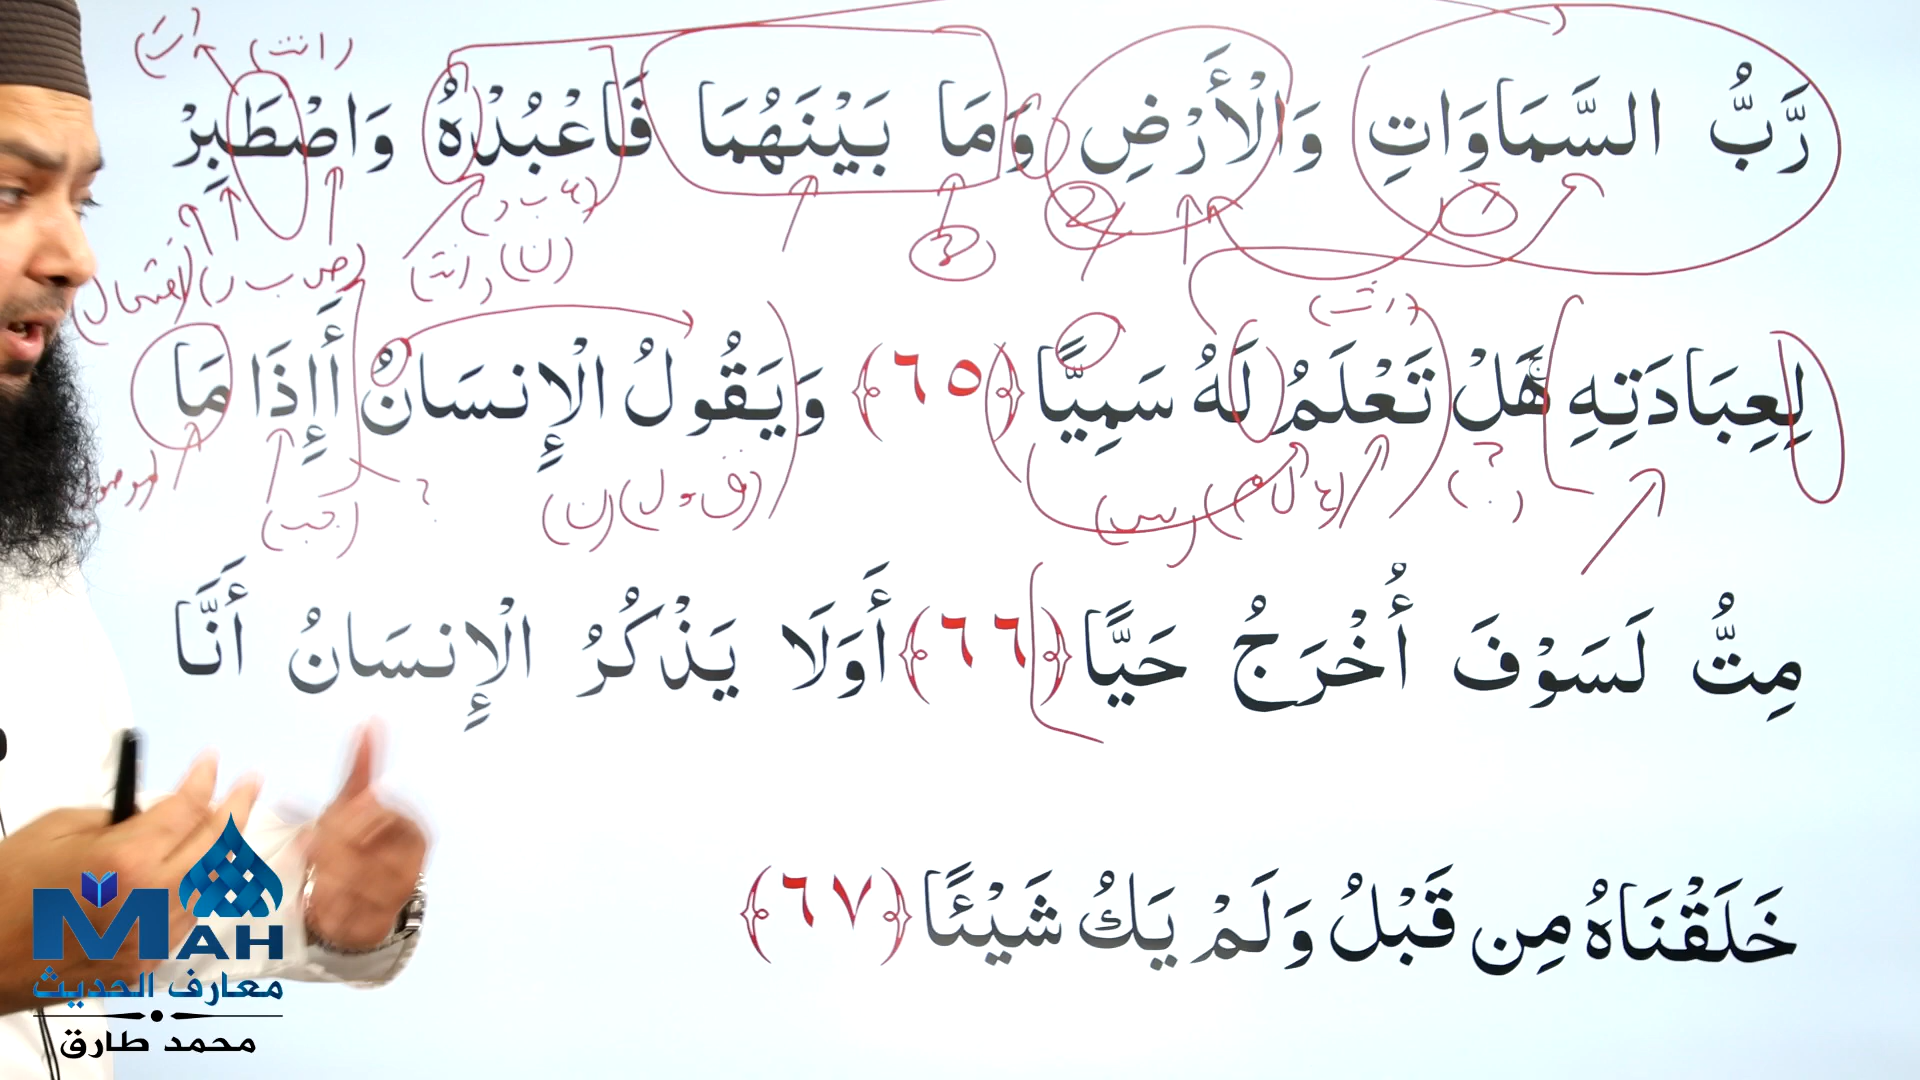 رَّبُّ السَّمَاوَاتِ وَالْأَرْضِ وَمَا بَيْنَهُمَا فَاعْبُدْهُ وَاصْطَبِرْ
لِعِبَادَتِهِ هَلْ تَعْلَمُ لَهُ سَمِيًّا ﴿٦٥﴾ وَيَقُولُ الْإِنسَانُ أَإِذَا مَا
مِتُّ لَسَوْفَ أُخْرَجُ حَيًّا ﴿٦٦﴾ أَوَلَا يَذْكُرُ الْإِنسَانُ أَنَّا
خَلَقْنَاهُ مِن قَبْلُ وَلَمْ يَكُ شَيْئًا ﴿٦٧﴾
MAH
معارف الحديث
محمد طارق